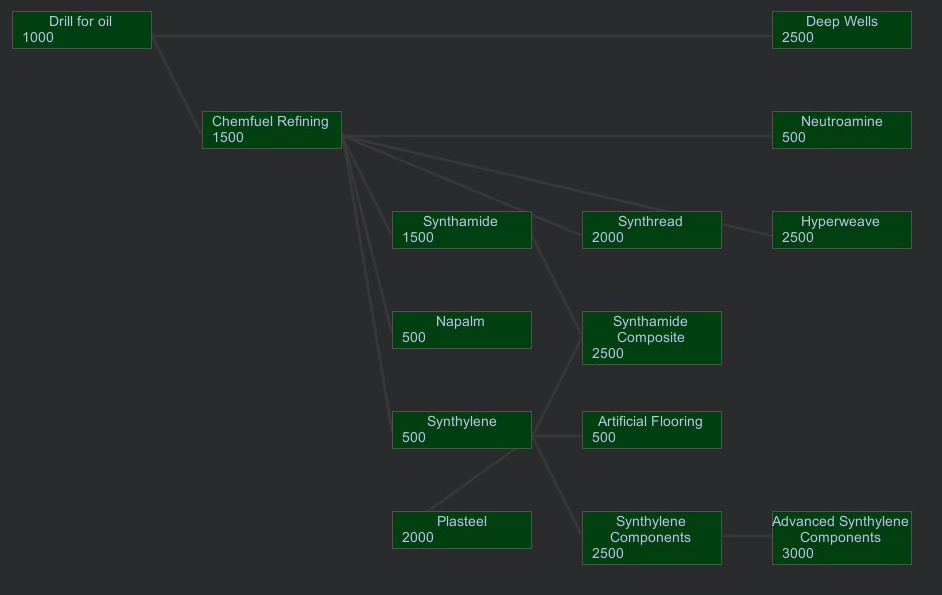 Drill for oil
1000
Deep Wells
2500
Chemfuel Refining
1500
Neutroamine
500
Synthamide
1500
Synthread
2000
Hyperweave
2500
Napalm
500
Synthamide
Composite
2500
Synthylene
500
Artificial Flooring
500
Plasteel
2000
Synthylene
Components
2500
Advanced Synthylene
Components
3000